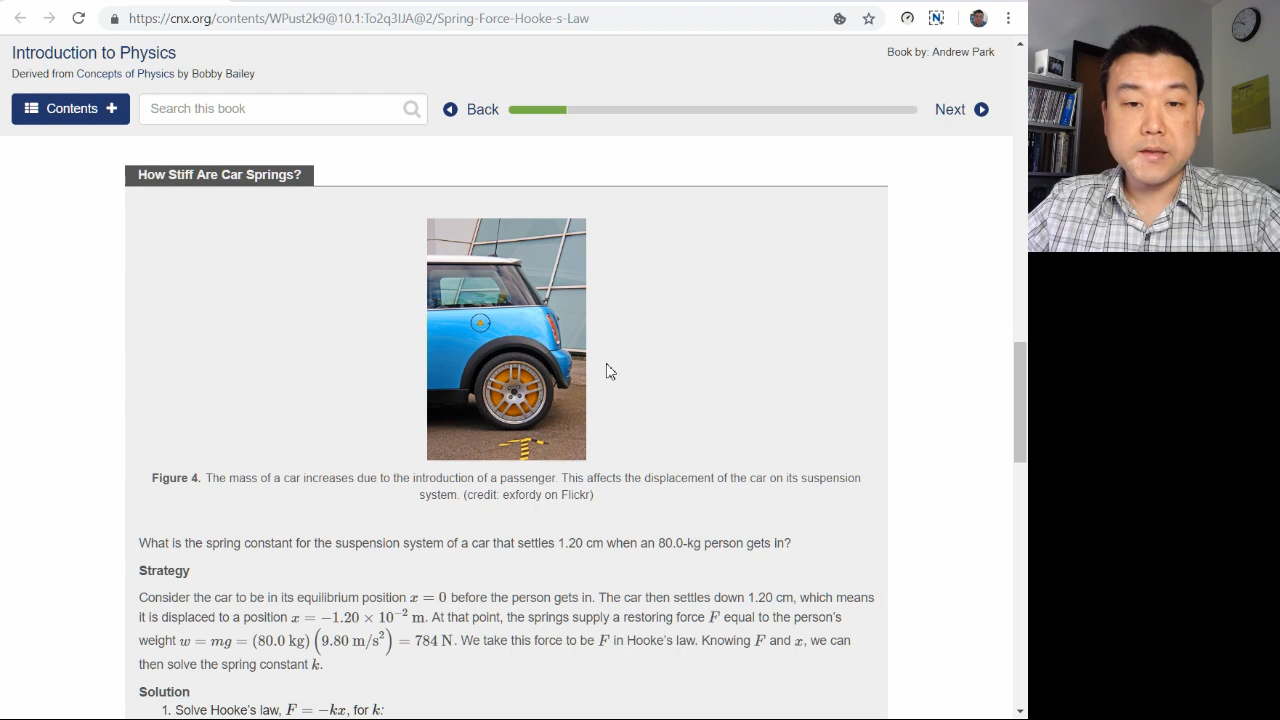 https://cnx.org/contents/WPust2k9@10.1:To2q3IJA@2/Spring-Force-Hooke-s-Law
Introduction to Physics
Book by: Andrew Park
Derived from Concepts of Physics by Bobby Bailey
Contents +
Search this book
Back
Next
How Stiff Are Car Springs?
Figure 4. The mass of a car increases due to the introduction of a passenger. This affects the displacement of the car on its suspension
system. (credit: exfordy on Flickr)
What is the spring constant for the suspension system of a car that settles 1.20 cm when an 80.0-kg person gets in?
Strategy
Consider the car to be in its equilibrium position x = 0 before the person gets in. The car then settles down 1.20 cm, which means
it is displaced to a position x = −1.20 × 10⁻² m. At that point, the springs supply a restoring force F equal to the person's
weight w = mg = (80.0 kg) (9.80 m/s²) = 784 N. We take this force to be F in Hooke's law. Knowing F and x, we can
then solve the spring constant k.
Solution
1. Solve Hooke's law, F = −kx, for k: